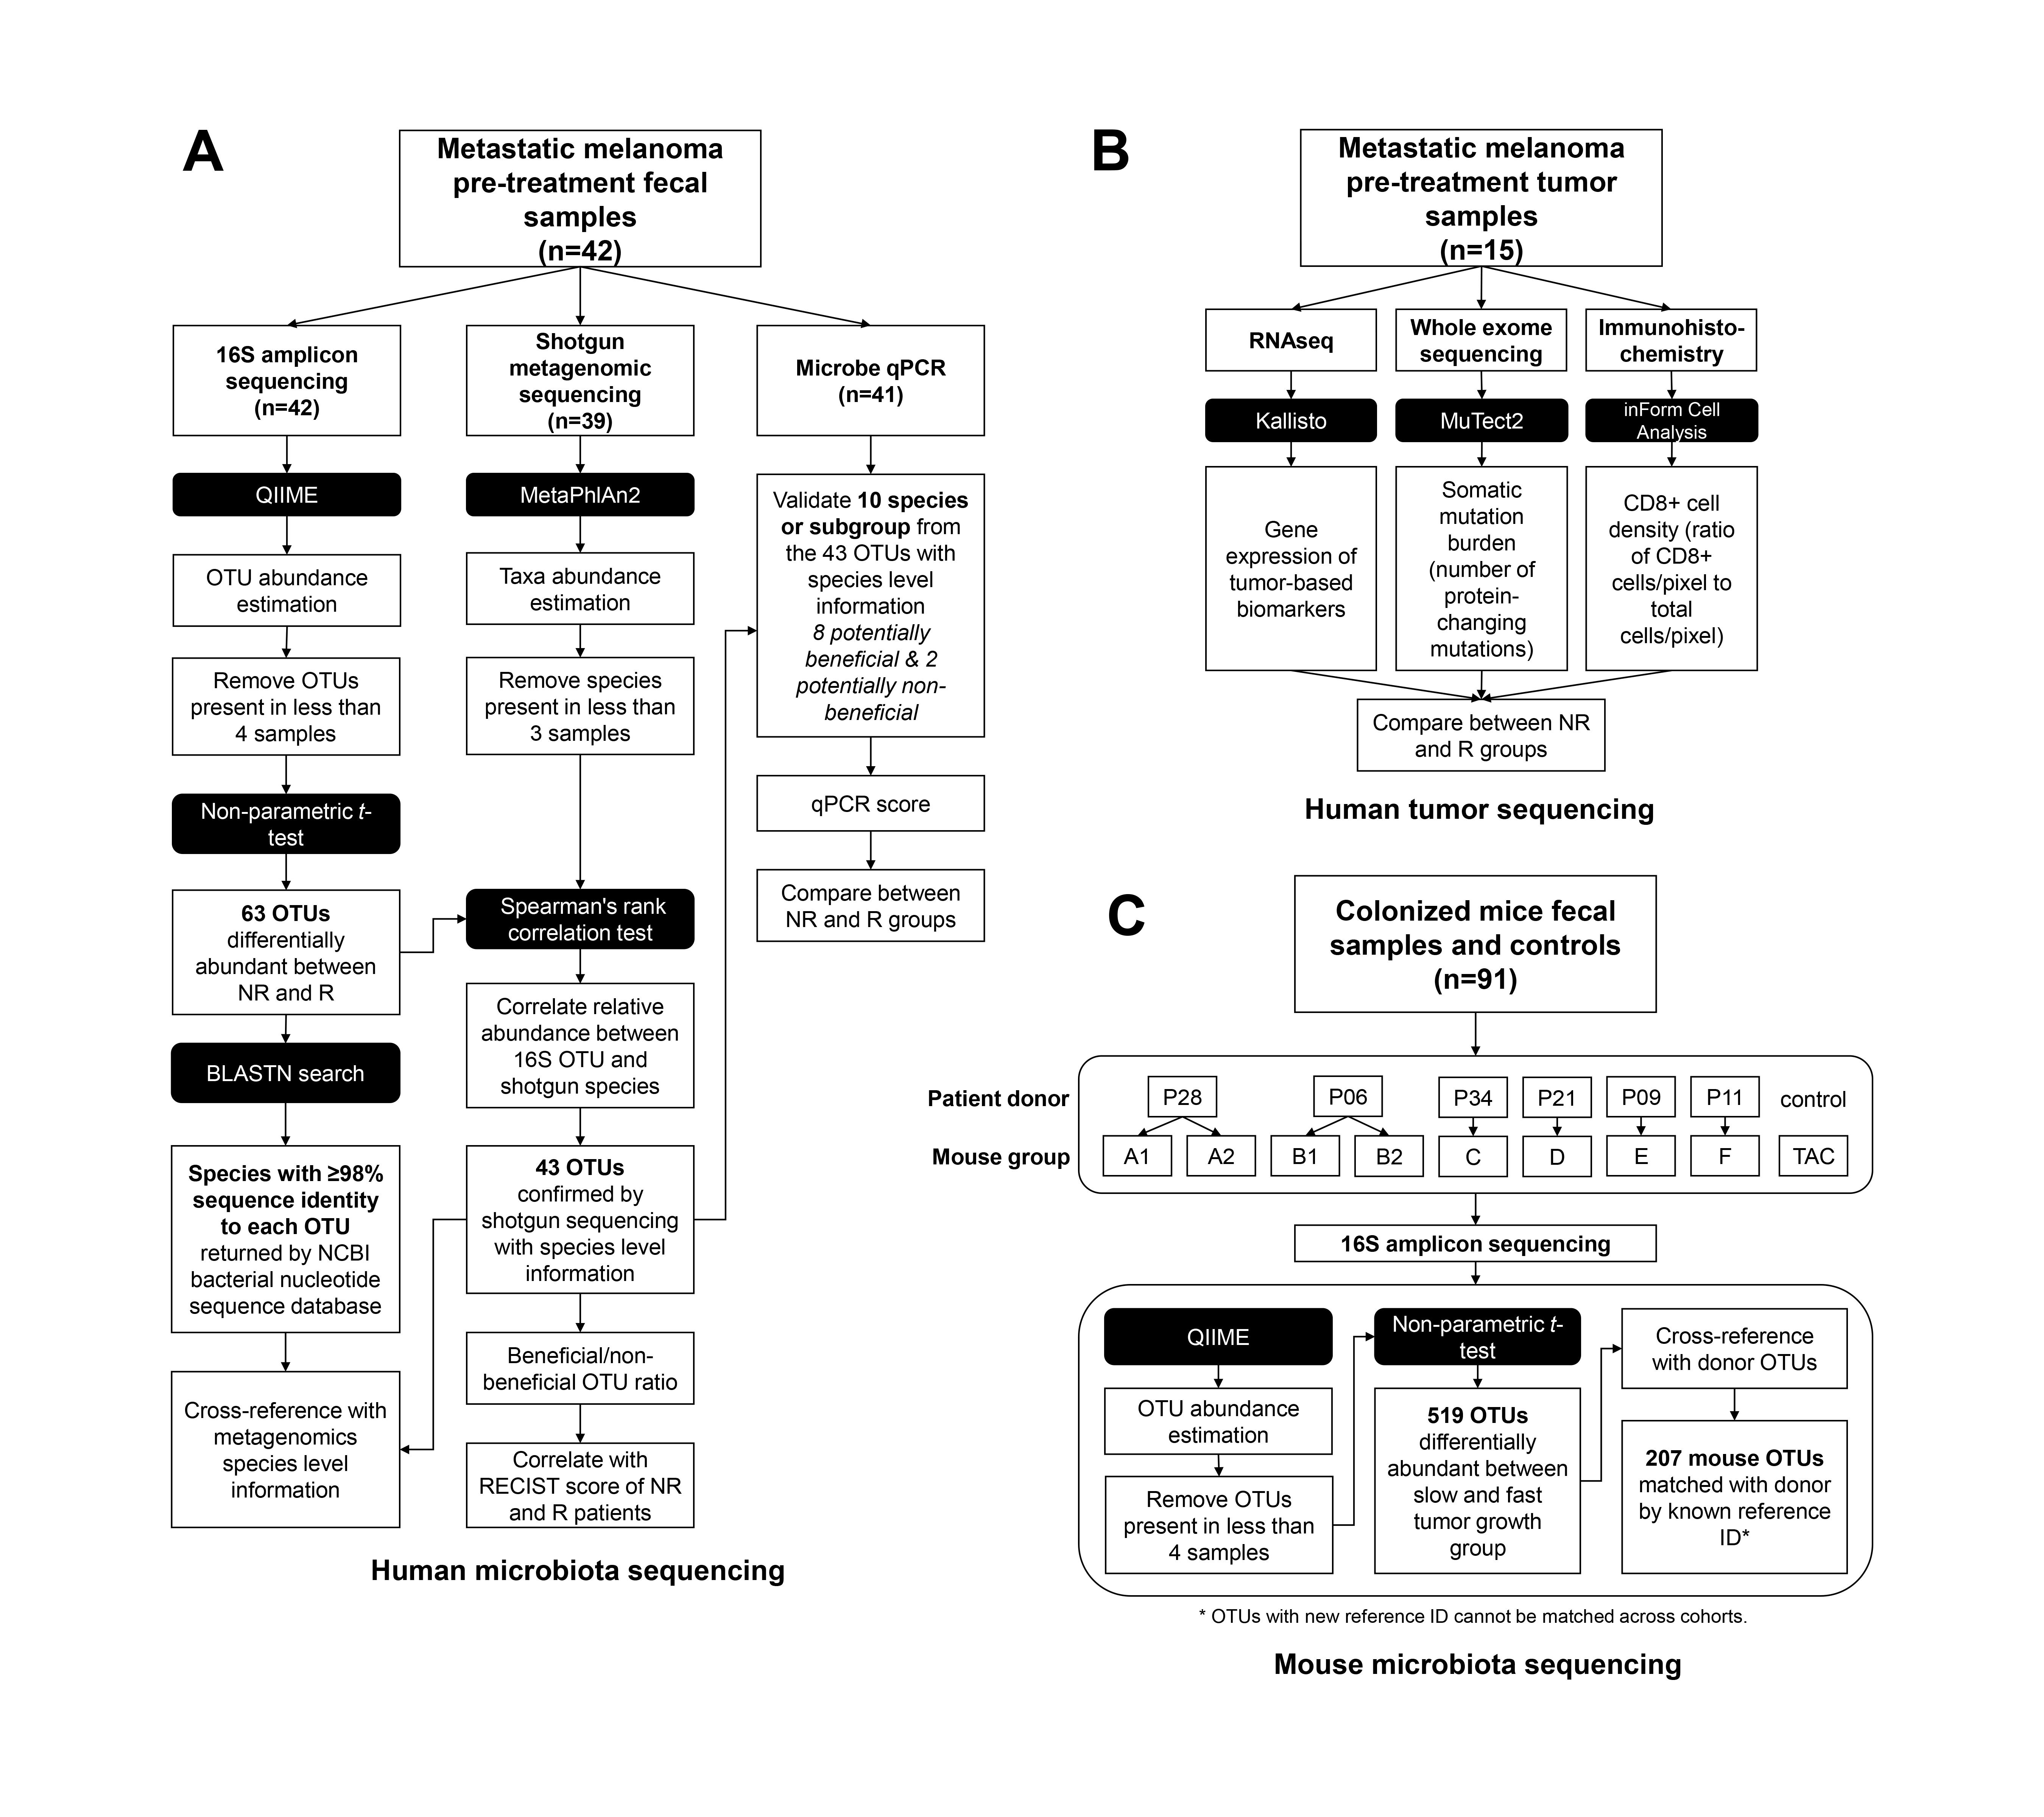 A
Metastatic melanoma
pre-treatment fecal
samples
(n=42)
16S amplicon
sequencing
(n=42)
Shotgun
metagenomic
sequencing
(n=39)
Microbe qPCR
(n=41)
QIIME
OTU abundance
estimation
Remove OTUs
present in less than
4 samples
Non-parametric t-
test
63 OTUs
differentially
abundant between
NR and R
BLASTN search
Species with ≥98%
sequence identity
to each OTU
returned by NCBI
bacterial nucleotide
sequence database
Cross-reference with
metagenomics
species level
information
MetaPhlAn2
Taxa abundance
estimation
Remove species
present in less than
3 samples
Spearman's rank
correlation test
Correlate relative
abundance between
16S OTU and
shotgun species
43 OTUs
confirmed by
shotgun sequencing
with species level
information
Beneficial/non-
beneficial OTU ratio
Correlate with
RECIST score of NR
and R patients
Validate 10 species
or subgroup from
the 43 OTUs with
species level
information
8 potentially
beneficial & 2
potentially non-
beneficial
qPCR score
Compare between
NR and R groups
Human microbiota sequencing
B
Metastatic melanoma
pre-treatment tumor
samples
(n=15)
RNAseq
Whole exome
sequencing
Immunohisto-
chemistry
Kallisto
MuTect2
inForm Cell
Analysis
Gene
expression of
tumor-based
biomarkers
Somatic
mutation
burden
(number of
protein-
changing
mutations)
CD8+ cell
density (ratio
of CD8+
cells/pixel to
total
cells/pixel)
Compare between NR
and R groups
Human tumor sequencing
C
Colonized mice fecal
samples and controls
(n=91)
Patient donor P28 P06 P34 P21 P09 P11 control
Mouse group A1 A2 B1 B2 C D E F TAC
16S amplicon sequencing
QIIME
OTU abundance
estimation
Remove OTUs
present in less than
4 samples
Non-parametric t-
test
519 OTUs
differentially
abundant between
slow and fast
tumor growth
group
Cross-reference
with donor OTUs
207 mouse OTUs
matched with donor
by known reference
ID*
* OTUs with new reference ID cannot be matched across cohorts.
Mouse microbiota sequencing